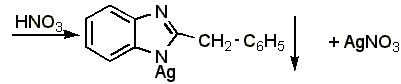 HNO3
N
CH2-C6H5
N
Ag
+ AgNO3